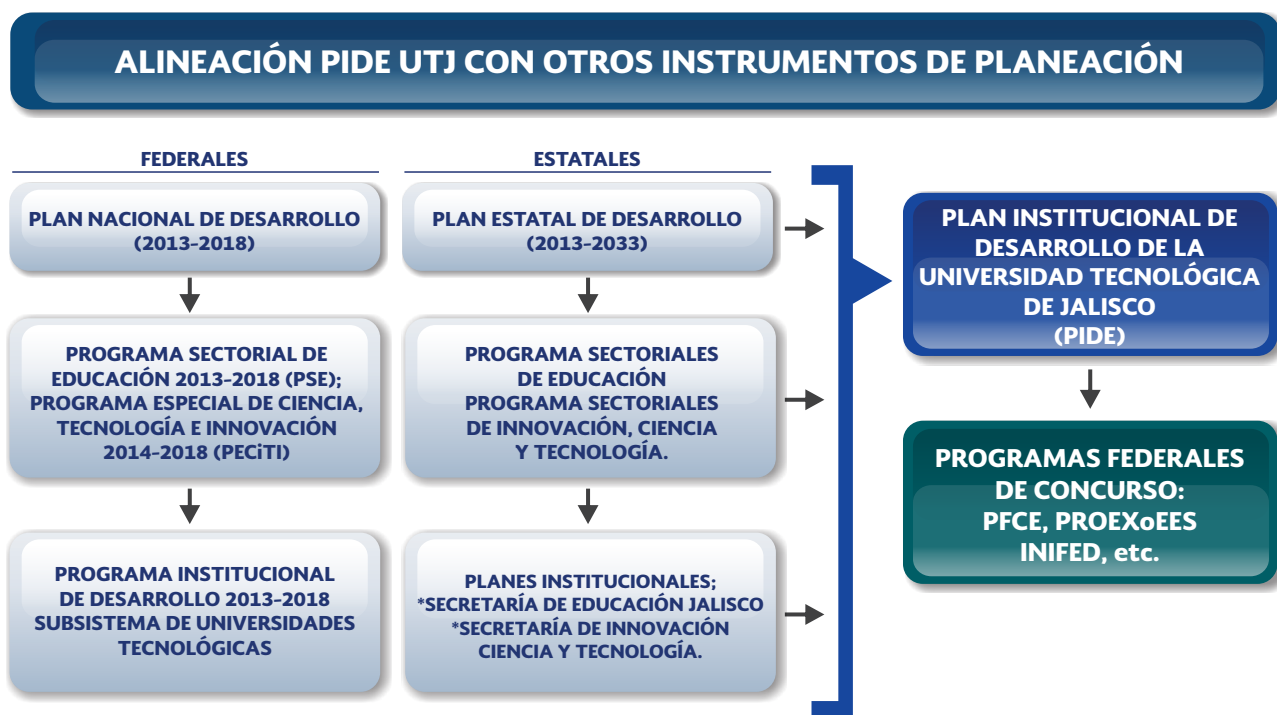 ALINEACIÓN PIDE UTJ CON OTROS INSTRUMENTOS DE PLANEACIÓN
FEDERALES
PLAN NACIONAL DE DESARROLLO
(2013-2018)
PROGRAMA SECTORIAL DE
EDUCACIÓN 2013-2018 (PSE);
PROGRAMA ESPECIAL DE CIENCIA,
TECNOLOGÍA E INNOVACIÓN
2014-2018 (PECiTI)
PROGRAMA INSTITUCIONAL
DE DESARROLLO 2013-2018
SUBSISTEMA DE UNIVERSIDADES
TECNOLÓGICAS
ESTATALES
PLAN ESTATAL DE DESARROLLO
(2013-2033)
PROGRAMA SECTORIALES
DE EDUCACIÓN
PROGRAMA SECTORIALES
DE INNOVACIÓN, CIENCIA
Y TECNOLOGÍA.
PLANES INSTITUCIONALES;
*SECRETARÍA DE EDUCACIÓN JALISCO
*SECRETARÍA DE INNOVACIÓN
CIENCIA Y TECNOLOGÍA.
PLAN INSTITUCIONAL DE
DESARROLLO DE LA
UNIVERSIDAD TECNOLÓGICA
DE JALISCO
(PIDE)
PROGRAMAS FEDERALES
DE CONCURSO:
PFCE, PROEXoEES
INIFED, etc.